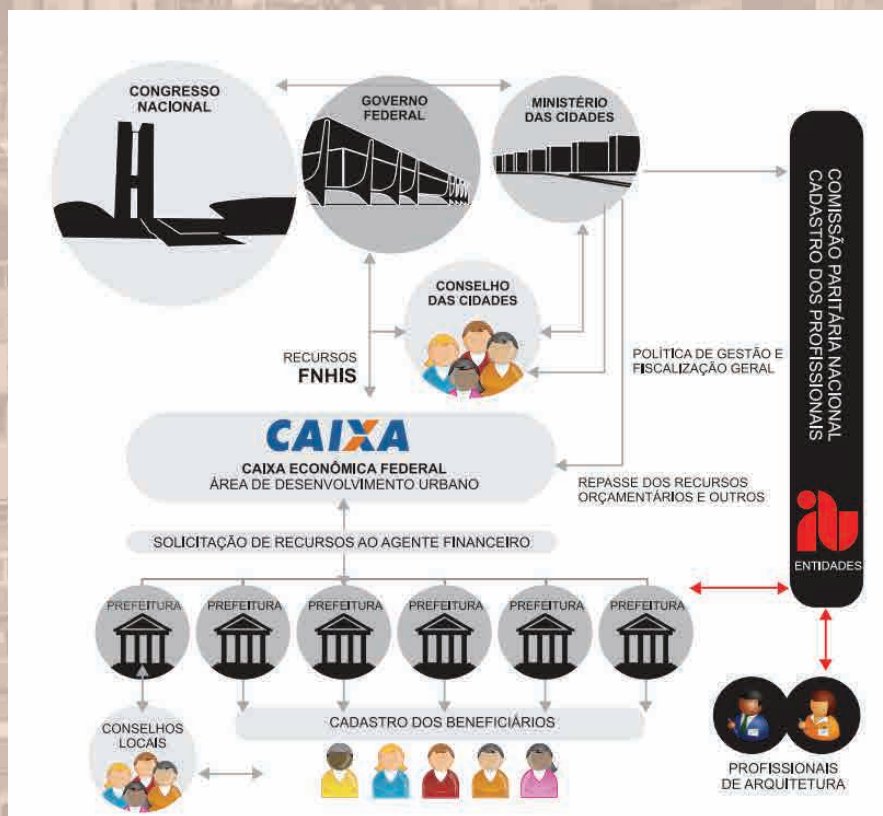 CONGRESSO
NACIONAL
GOVERNO
FEDERAL
MINISTÉRIO
DAS CIDADES
CONSELHO
DAS CIDADES
RECURSOS
FNHIS
POLÍTICA DE GESTÃO E
FISCALIZAÇÃO GERAL
CAIXA
CAIXA ECONÔMICA FEDERAL
ÁREA DE DESENVOLVIMENTO URBANO
REPASSE DOS RECURSOS
ORÇAMENTÁRIOS E OUTROS
SOLICITAÇÃO DE RECURSOS AO AGENTE FINANCEIRO
PREFEITURA
PREFEITURA
PREFEITURA
PREFEITURA
PREFEITURA
PREFEITURA
CONSELHOS
LOCAIS
CADASTRO DOS BENEFICIÁRIOS
COMISSÃO PARITÁRIA NACIONAL
CADASTRO DOS PROFISSIONAIS
iab
ENTIDADES
PROFISSIONAIS
DE ARQUITETURA